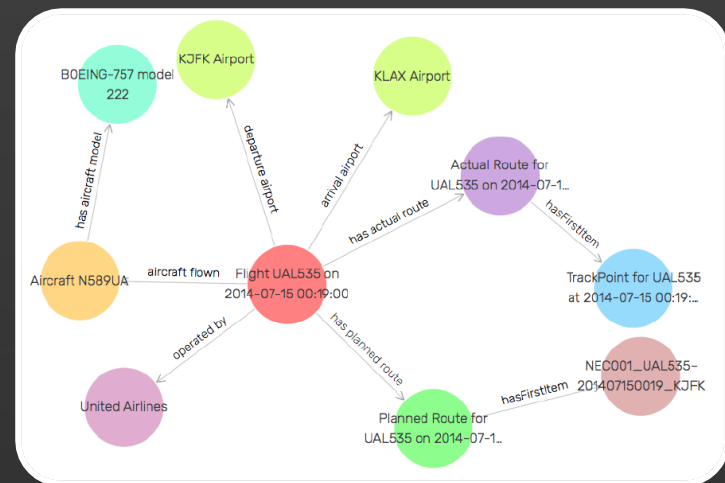 KJFK Airport
BOEING-757 model
222
KLAX Airport
has aircraft model
departure airport
arrival airport
Actual Route for
UAL535 on 2014-07-1...
has actual route
hasFirstItem
Aircraft N589UA
aircraft flown
Flight UAL535 on
2014-07-15 00:19:00
TrackPoint for UAL535
at 2014-07-15 00:19:...
operated by
has planned route
NEC001_UAL535-
201407150019_KJFK
hasFirstItem
United Airlines
Planned Route for
UAL535 on 2014-07-1...